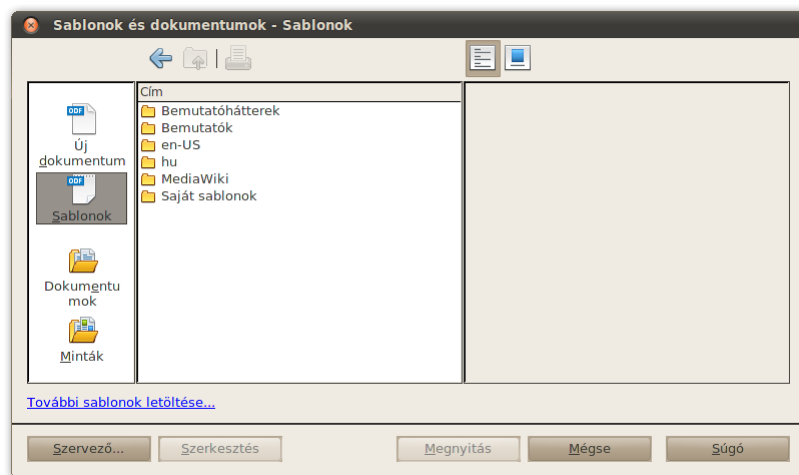 Sablonok és dokumentumok - Sablonok
Cím
ODF
Új
dokumentum
ODF
Sablonok
Dokumentu
mok
Minták
Bemutatóhátterek
Bemutatók
en-US
hu
MediaWiki
Saját sablonok
További sablonok letöltése...
Szervező...
Szerkesztés
Megnyitás
Mégse
Súgó